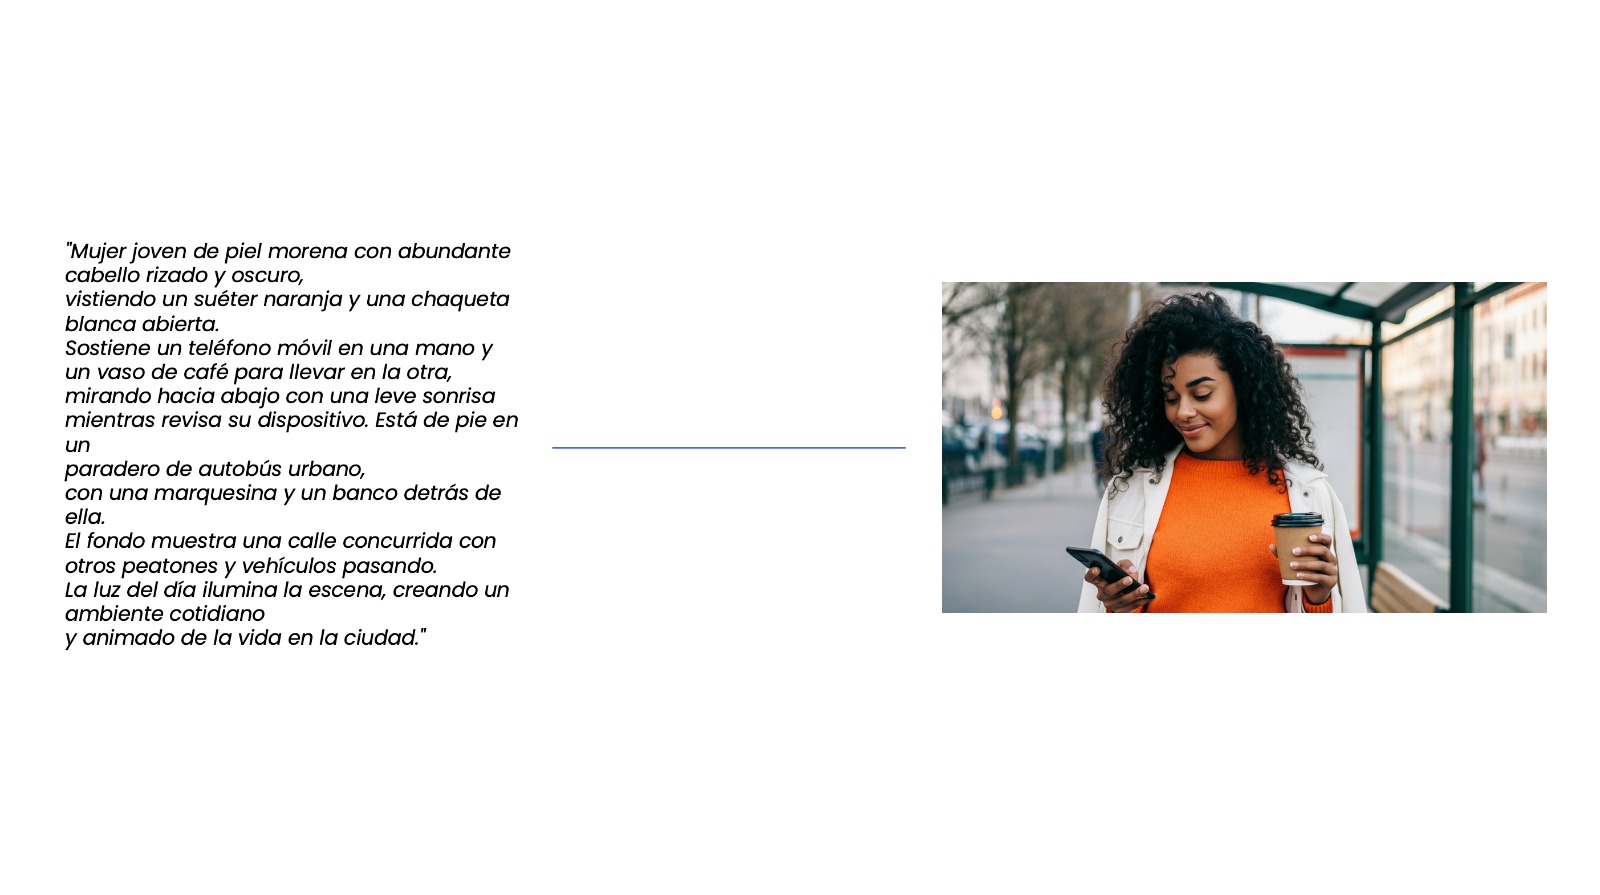 "Mujer joven de piel morena con abundante
cabello rizado y oscuro,
vistiendo un suéter naranja y una chaqueta
blanca abierta.
Sostiene un teléfono móvil en una mano y
un vaso de café para llevar en la otra,
mirando hacia abajo con una leve sonrisa
mientras revisa su dispositivo. Está de pie en
un
paradero de autobús urbano,
con una marquesina y un banco detrás de
ella.
El fondo muestra una calle concurrida con
otros peatones y vehículos pasando.
La luz del día ilumina la escena, creando un
ambiente cotidiano
y animado de la vida en la ciudad."